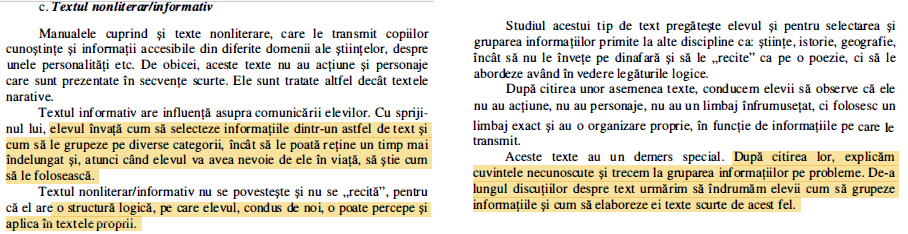 c. Textul nonliterar/informativ
Manualele cuprind și texte nonliterare, care le transmit copiilor
cunoștințe și informații accesibile din diferite domenii ale științelor, despre
unele personalități etc. De obicei, aceste texte nu au acțiune și personaje
care sunt prezentate în secvențe scurte. Ele sunt tratate altfel decât textele
narative.
Textul informativ are influență asupra comunicării elevilor. Cu spriji-
nul lui, elevul învață cum să selecteze informațiile dintr-un astfel de text și
cum să le grupeze pe diverse categorii, încât să le poată reține un timp mai
îndelungat și, atunci când elevul va avea nevoie de ele în viață, să știe cum
să le folosească.
Textul nonliterar/informativ nu se povestește și nu se „recită”, pentru
că el are o structură logică, pe care elevul, condus de noi, o poate percepe și
aplica în textele proprii.
Studiul acestui tip de text pregătește elevul și pentru selectarea și
gruparea informațiilor primite la alte discipline ca: științe, istorie, geografie,
încât să nu le învețe pe dinafară și să le „recite” ca pe o poezie, ci să le
abordeze având în vedere legăturile logice.
După citirea unor asemenea texte, conducem elevii să observe că ele
nu au acțiune, nu au personaje, nu au un limbaj înfrumusețat, ci folosesc un
limbaj exact și au o organizare proprie, în funcție de informațiile pe care le
transmit.
Aceste texte au un demers special. După citirea lor, explicăm
cuvintele necunoscute și trecem la gruparea informațiilor pe probleme. De-a
lungul discuțiilor despre text urmărim să îndrumăm elevii cum să grupeze
informațiile și cum să elaboreze ei texte scurte de acest fel.